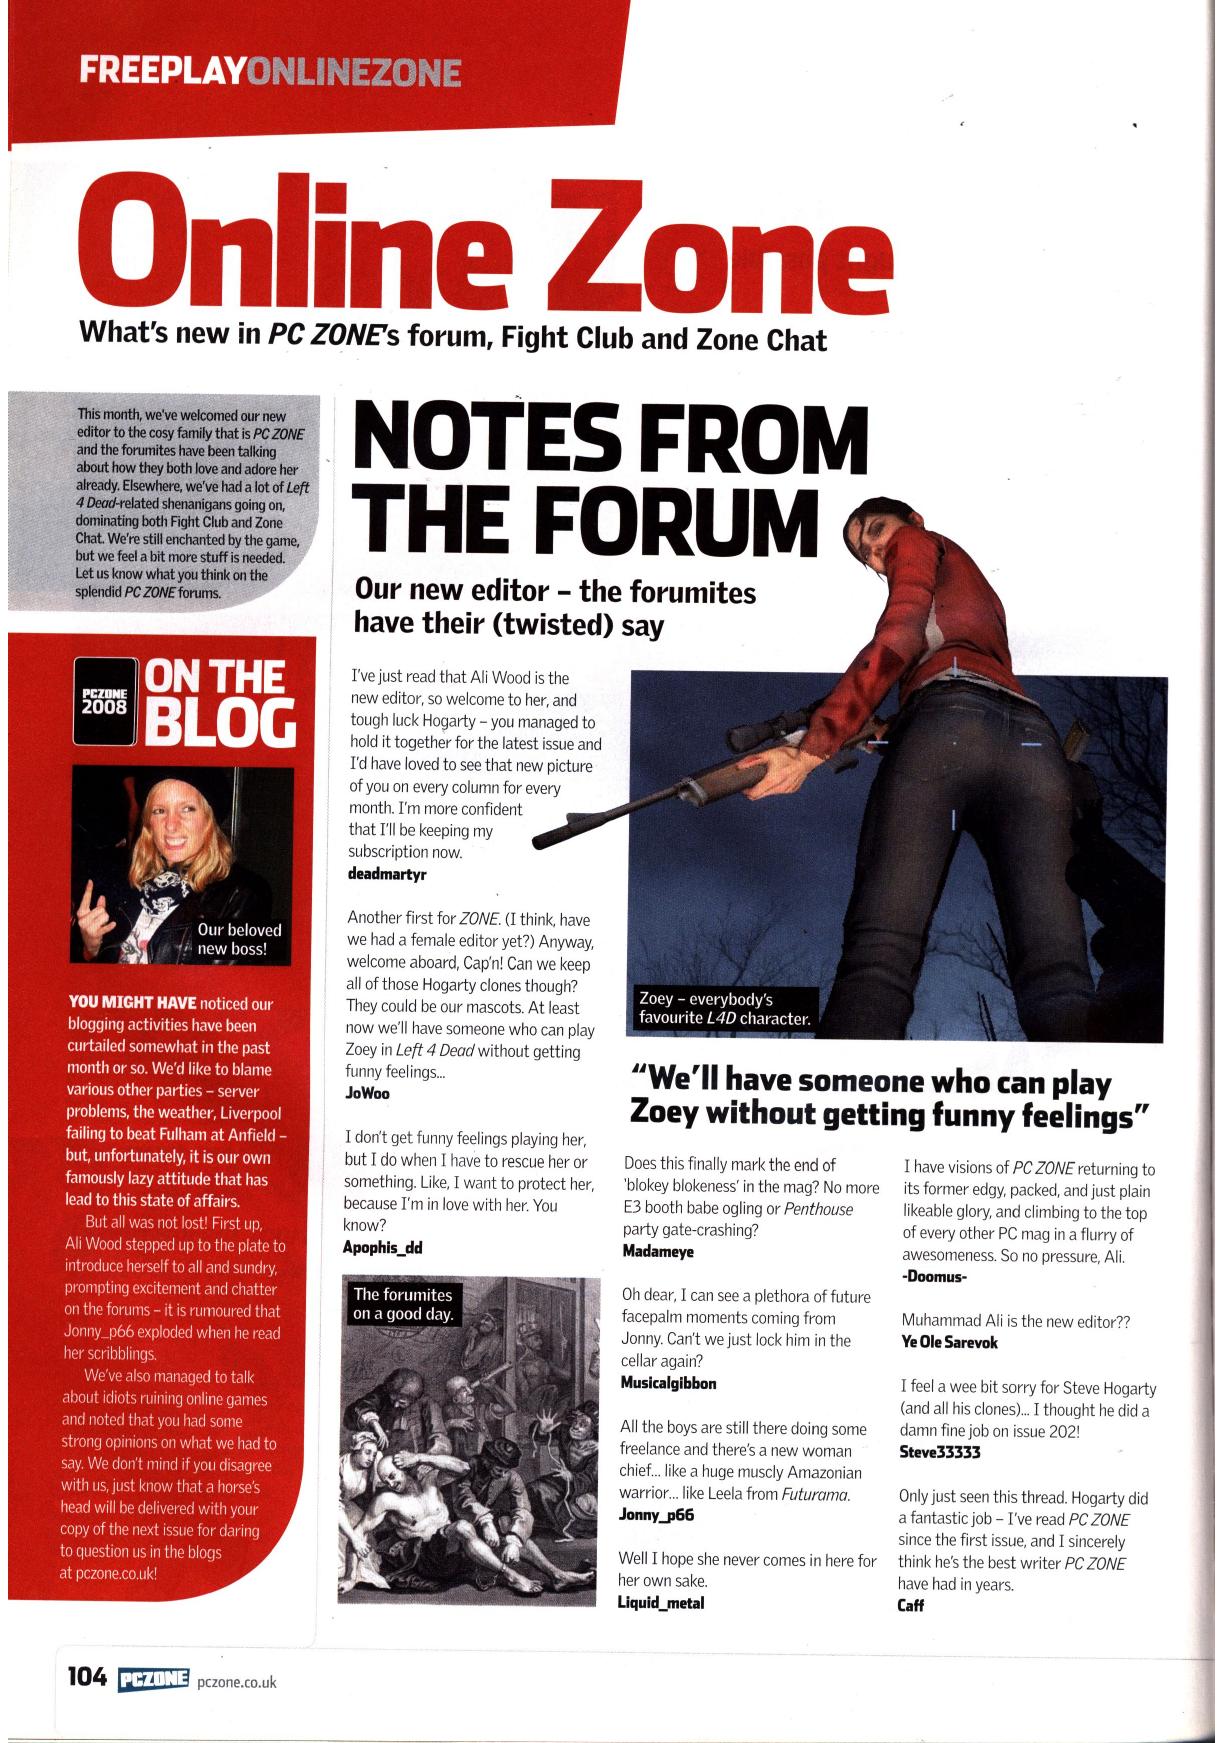 FREEPLAYONLINEZONE
Online Zone
What's new in PC ZONE's forum, Fight Club and Zone Chat
This month, we've welcomed our new
editor to the cosy family that is PC ZONE
and the forumites have been talking
about how they both love and adore her
already. Elsewhere, we've had a lot of Left
4 Dead-related shenanigans going on,
dominating both Fight Club and Zone
Chat. We're still enchanted by the game,
but we feel a bit more stuff is needed.
Let us know what you think on the
splendid PC ZONE forums.
PCZONE
2008
ON THE
BLOG
Our beloved
new boss!
YOU MIGHT HAVE noticed our
blogging activities have been
curtailed somewhat in the past
month or so. We'd like to blame
various other parties – server
problems, the weather, Liverpool
failing to beat Fulham at Anfield –
but, unfortunately, it is our own
famously lazy attitude that has
lead to this state of affairs.
But all was not lost! First up,
Ali Wood stepped up to the plate to
introduce herself to all and sundry,
prompting excitement and chatter
on the forums – it is rumoured that
Jonny_p66 exploded when he read
her scribblings.
We've also managed to talk
about idiots ruining online games
and noted that you had some
strong opinions on what we had to
say. We don't mind if you disagree
with us, just know that a horse's
head will be delivered with your
copy of the next issue for daring
to question us in the blogs
at pczone.co.uk!
NOTES FROM
THE FORUM
Our new editor – the forumites
have their (twisted) say
I've just read that Ali Wood is the
new editor, so welcome to her, and
tough luck Hogarty – you managed to
hold it together for the latest issue and
I'd have loved to see that new picture
of you on every column for every
month. I'm more confident
that I'll be keeping my
subscription now.
deadmartyr
Another first for ZONE. (I think, have
we had a female editor yet?) Anyway,
welcome aboard, Cap'n! Can we keep
all of those Hogarty clones though?
They could be our mascots. At least
now we'll have someone who can play
Zoey in Left 4 Dead without getting
funny feelings...
JoWoo
I don't get funny feelings playing her,
but I do when I have to rescue her or
something. Like, I want to protect her,
because I'm in love with her. You
know?
Apophis_dd
The forumites
on a good day.
Zoey – everybody's
favourite L4D character.
"We'll have someone who can play
Zoey without getting funny feelings"
Does this finally mark the end of
'blokey blokeness' in the mag? No more
E3 booth babe ogling or Penthouse
party gate-crashing?
Madameye
Oh dear, I can see a plethora of future
facepalm moments coming from
Jonny. Can't we just lock him in the
cellar again?
Musicalgibbon
All the boys are still there doing some
freelance and there's a new woman
chief... like a huge muscly Amazonian
warrior... like Leela from Futurama.
Jonny_p66
Well I hope she never comes in here for
her own sake.
Liquid_metal
I have visions of PC ZONE returning to
its former edgy, packed, and just plain
likeable glory, and climbing to the top
of every other PC mag in a flurry of
awesomeness. So no pressure, Ali.
-Doomus-
Muhammad Ali is the new editor??
Ye Ole Sarevok
I feel a wee bit sorry for Steve Hogarty
(and all his clones)... I thought he did a
damn fine job on issue 202!
Steve33333
Only just seen this thread. Hogarty did
a fantastic job – I've read PC ZONE
since the first issue, and I sincerely
think he's the best writer PC ZONE
have had in years.
Caff
104 PCZONE pczone.co.uk